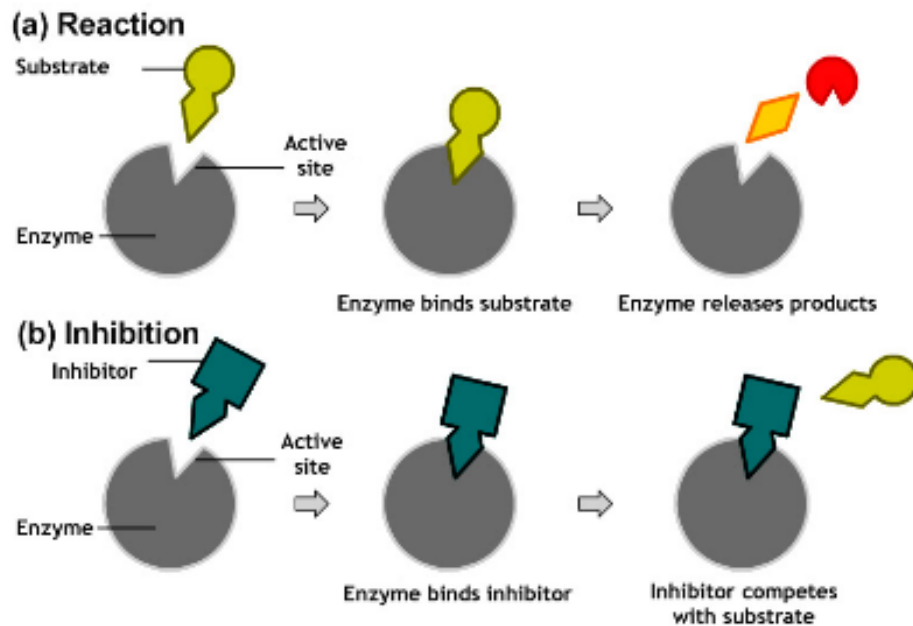 (a) Reaction
Substrate
Active
site
Enzyme
Enzyme binds substrate
Enzyme releases products
(b) Inhibition
Inhibitor
Active
site
Enzyme
Enzyme binds inhibitor
Inhibitor competes
with substrate